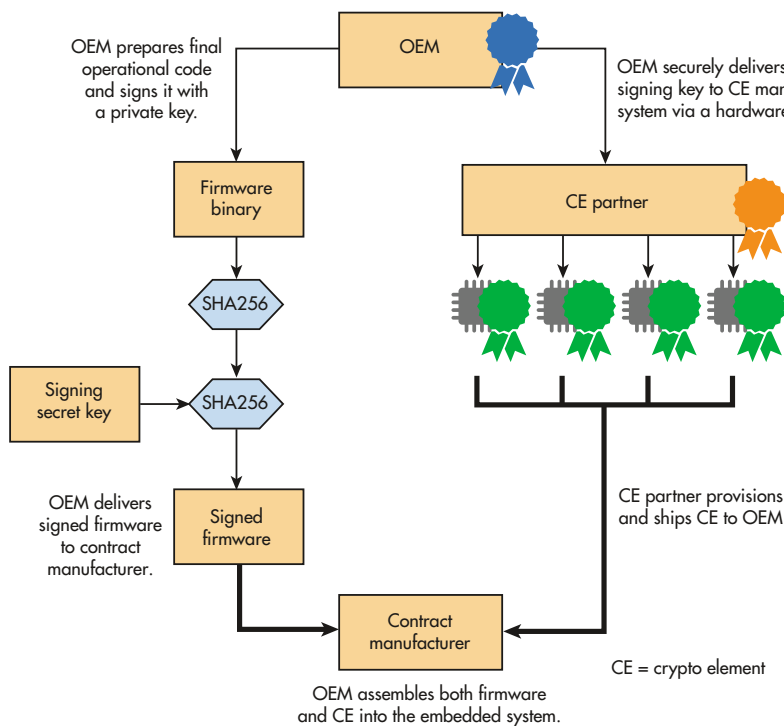 OEM prepares final
operational code
and signs it with
a private key.
OEM
OEM securely delivers
signing key to CE
system via a
Firmware
binary
CE partner
SHA256
Signing
secret key
SHA256
OEM delivers
signed firmware
to contract
manufacturer.
Signed
firmware
CE partner provisions
and ships CE to OEM
Contract
manufacturer
CE = crypto element
OEM assembles both firmware
and CE into the embedded system.